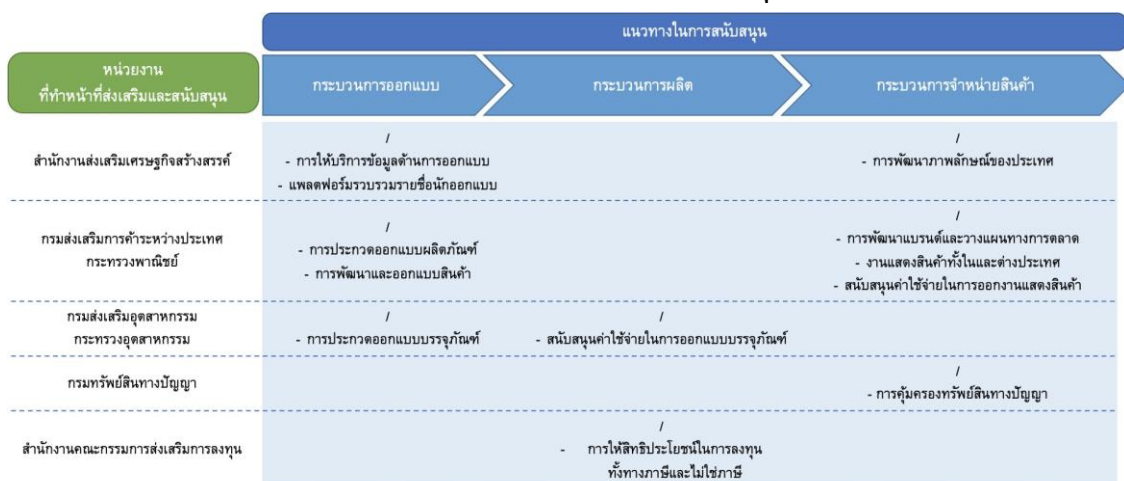 แนวทางในการสนับสนุน
หน่วยงาน
ที่ทำหน้าที่ส่งเสริมและสนับสนุน
กระบวนการออกแบบ
กระบวนการผลิต
กระบวนการจำหน่ายสินค้า
สำนักงานส่งเสริมเศรษฐกิจสร้างสรรค์
/
- การให้บริการข้อมูลด้านการออกแบบ
- แพลตฟอร์มรวบรวมรายชื่อนักออกแบบ
/
- การพัฒนาภาพลักษณ์ของประเทศ
กรมส่งเสริมการค้าระหว่างประเทศ
กระทรวงพาณิชย์
/
- การประกวดออกแบบผลิตภัณฑ์
- การพัฒนาและออกแบบสินค้า
/
- การพัฒนาแบรนด์และวางแผนทางการตลาด
- งานแสดงสินค้าทั้งในและต่างประเทศ
- สนับสนุนค่าใช้จ่ายในการออกงานแสดงสินค้า
กรมส่งเสริมอุตสาหกรรม
กระทรวงอุตสาหกรรม
/
- การประกวดออกแบบบรรจุภัณฑ์
/
- สนับสนุนค่าใช้จ่ายในการออกแบบบรรจุภัณฑ์
กรมทรัพย์สินทางปัญญา
/
- การคุ้มครองทรัพย์สินทางปัญญา
สำนักงานคณะกรรมการส่งเสริมการลงทุน
/
- การให้สิทธิประโยชน์ในการลงทุน
ทั้งทางภาษีและไม่ใช่ภาษี